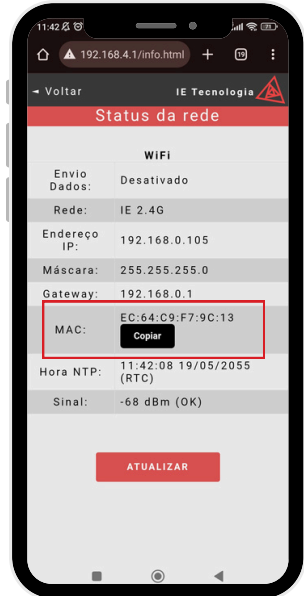 11:42
192.168.4.1/info.html
19
Voltar
IE Tecnologia
Status da rede
WiFi
Envio
Dados:
Desativado
Rede:
IE 2.4G
Endereço
IP:
192.168.0.105
Máscara:
255.255.255.0
Gateway:
192.168.0.1
MAC:
EC:64:C9:F7:9C:13
Copiar
Hora NTP:
11:42:08 19/05/2055
(RTC)
Sinal:
-68 dBm (OK)
ATUALIZAR